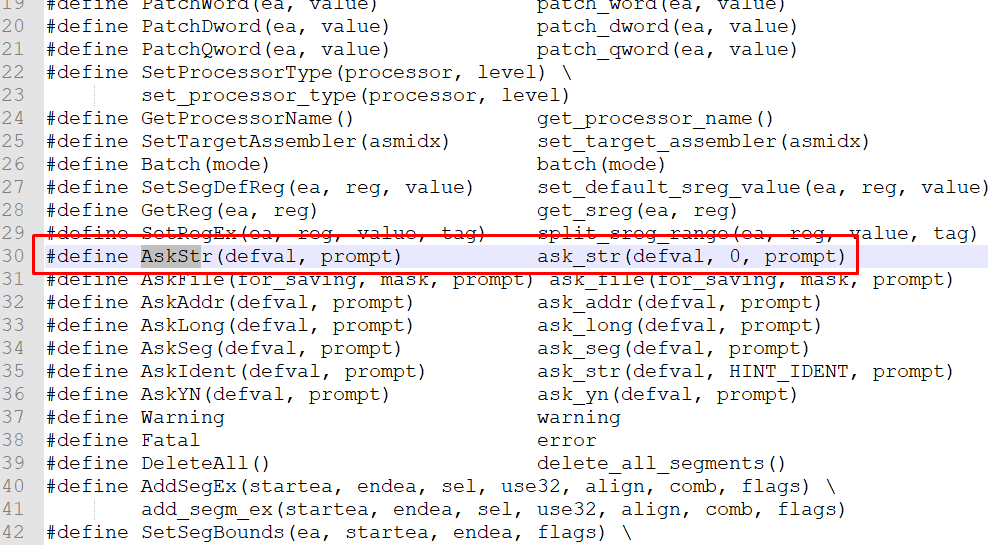 19 #define PatchWord(ea, value) patch_word(ea, value)
20 #define PatchDword(ea, value) patch_dword(ea, value)
21 #define PatchQword(ea, value) patch_qword(ea, value)
22 #define SetProcessorType(processor, level) \
23 set_processor_type(processor, level)
24 #define GetProcessorName() get_processor_name()
25 #define SetTargetAssembler(asmidx) set_target_assembler(asmidx)
26 #define Batch(mode) batch(mode)
27 #define SetSegDefReg(ea, reg, value) set_default_sreg_value(ea, reg, value)
28 #define GetReg(ea, reg) get_sreg(ea, reg)
29 #define SetRegEx(ea, reg, value, tag) split_sreg_range(ea, reg, value, tag)
30 #define AskStr(defval, prompt) ask_str(defval, 0, prompt)
31 #define AskFile(for_saving, mask, prompt) ask_file(for_saving, mask, prompt)
32 #define AskAddr(defval, prompt) ask_addr(defval, prompt)
33 #define AskLong(defval, prompt) ask_long(defval, prompt)
34 #define AskSeg(defval, prompt) ask_seg(defval, prompt)
35 #define AskIdent(defval, prompt) ask_str(defval, HINT_IDENT, prompt)
36 #define AskYN(defval, prompt) ask_yn(defval, prompt)
37 #define Warning warning
38 #define Fatal error
39 #define DeleteAll() delete_all_segments()
40 #define AddSegEx(startea, endea, sel, use32, align, comb, flags) \
41 add_segm_ex(startea, endea, sel, use32, align, comb, flags)
42 #define SetSegBounds(ea, startea, endea, flags) \